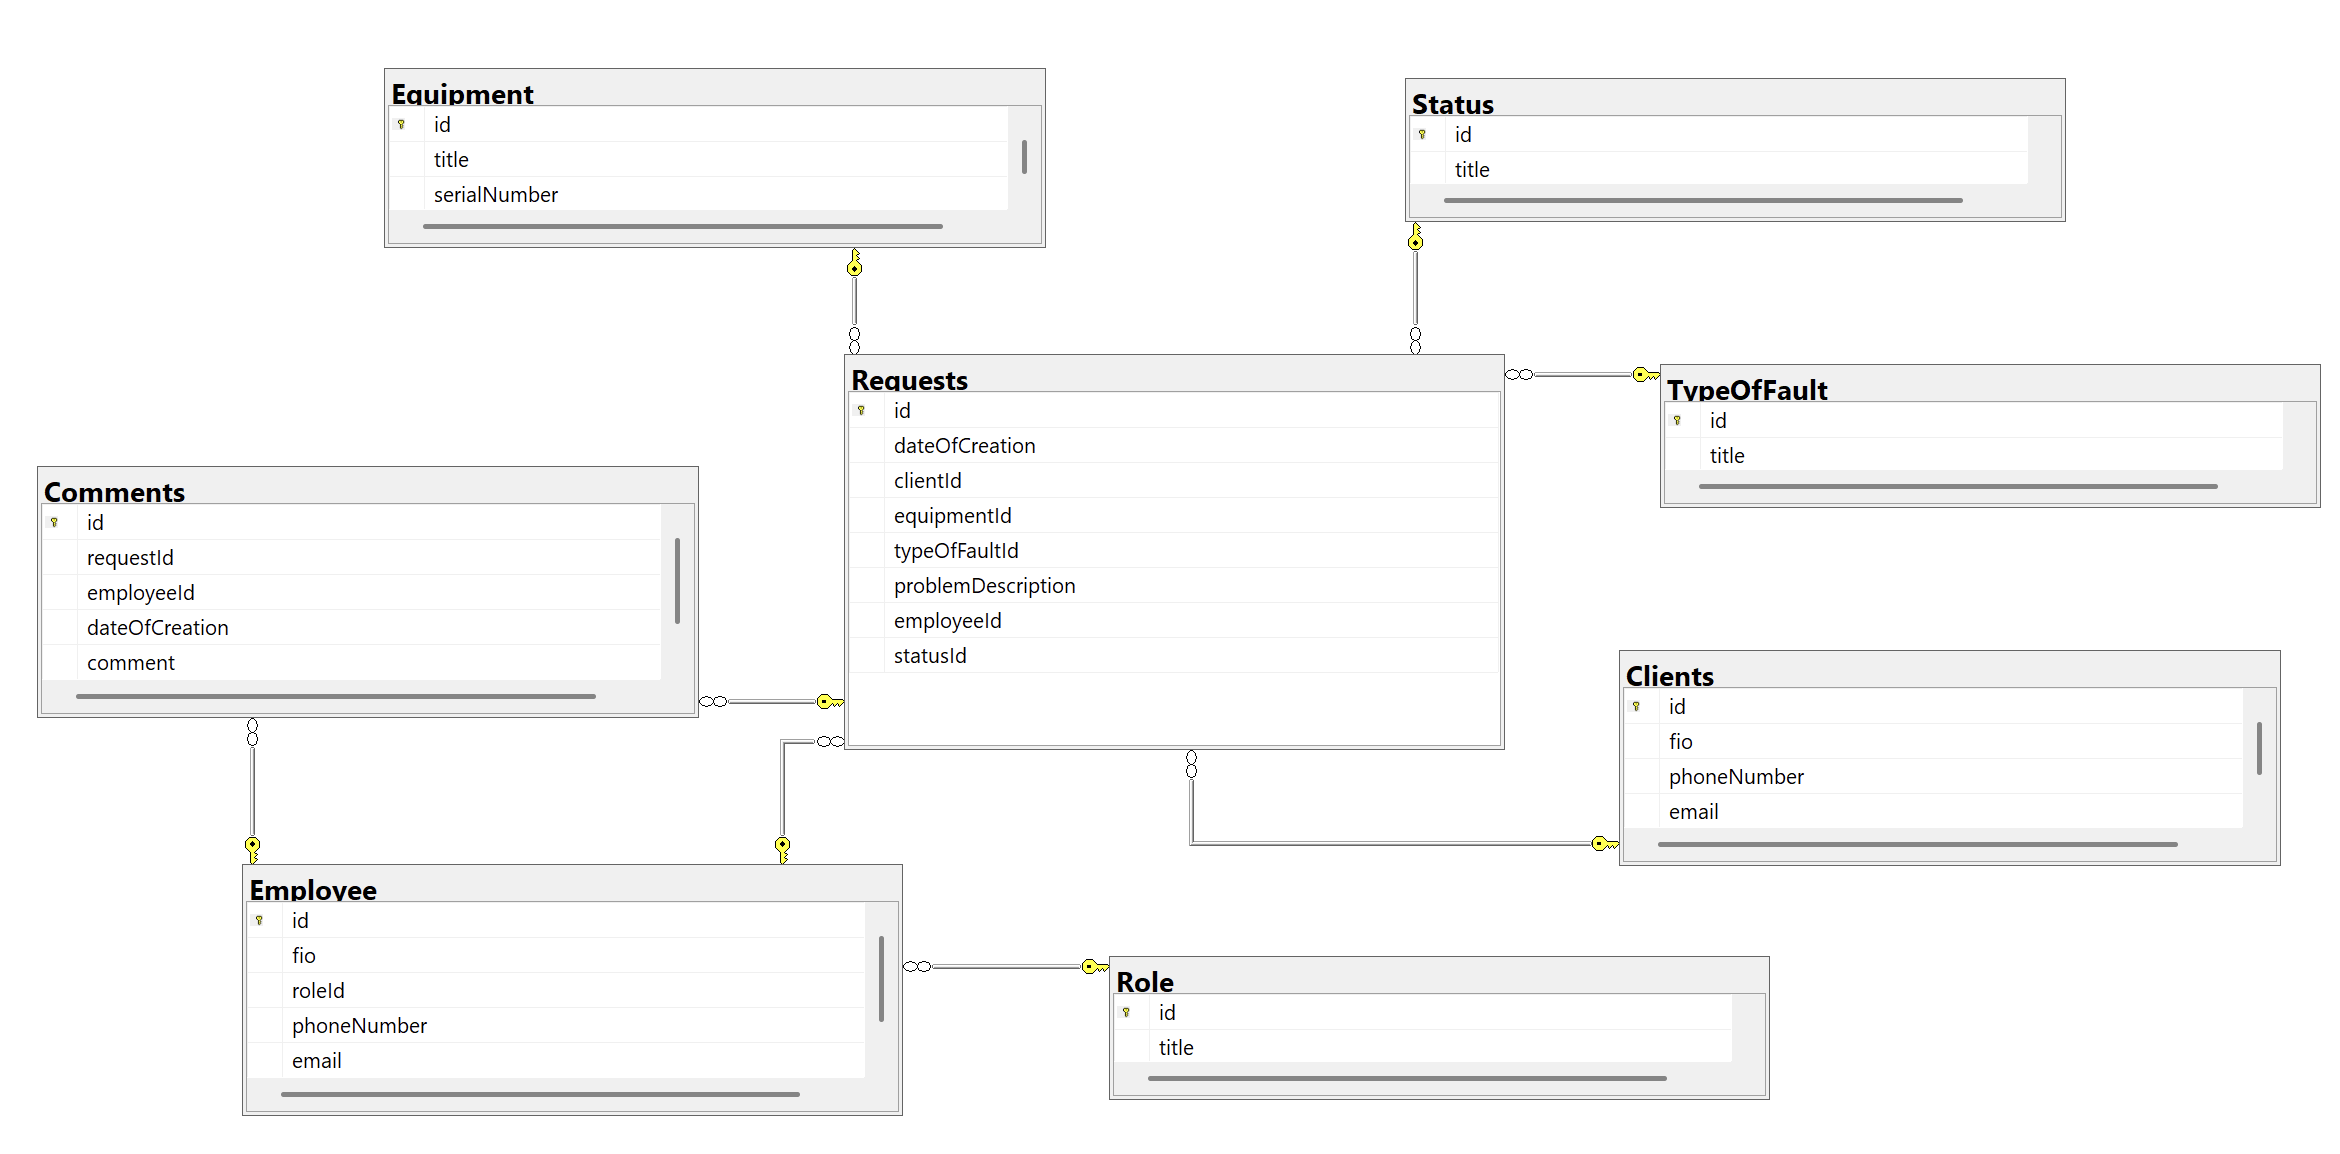 Equipment
id
title
serialNumber
Status
id
title
Requests
id
dateOfCreation
clientId
equipmentId
typeOfFaultId
problemDescription
employeeId
statusId
TypeOfFault
id
title
Comments
id
requestId
employeeId
dateOfCreation
comment
Clients
id
fio
phoneNumber
email
Employee
id
fio
roleId
phoneNumber
email
Role
id
title